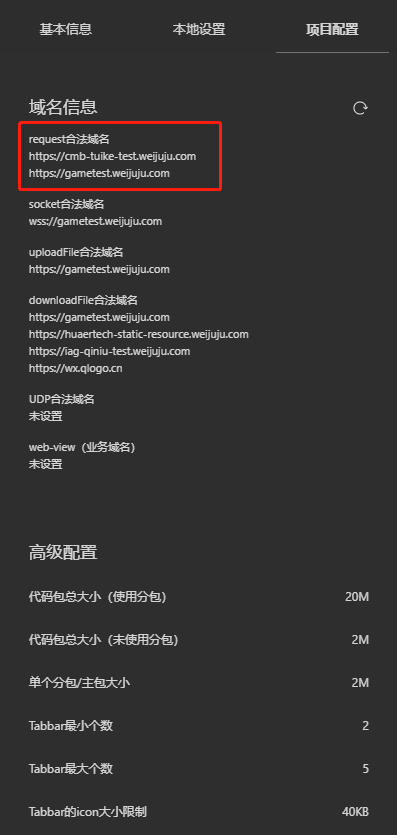 基本信息
本地设置
项目配置
域名信息
request合法域名
https://cmb-tuike-test.weijuju.com
https://gametest.weijuju.com
socket合法域名
wss://gametest.weijuju.com
uploadFile合法域名
https://gametest.weijuju.com
downloadFile合法域名
https://gametest.weijuju.com
https://huaertech-static-resource.weijuju.com
https://iag-qiniu-test.weijuju.com
https://wx.qlogo.cn
UDP合法域名
未设置
web-view（业务域名）
未设置
高级配置
代码包总大小（使用分包） 20M
代码包总大小（未使用分包） 2M
单个分包/主包大小 2M
Tabbar最小个数 2
Tabbar最大个数 5
Tabbar的icon大小限制 40KB